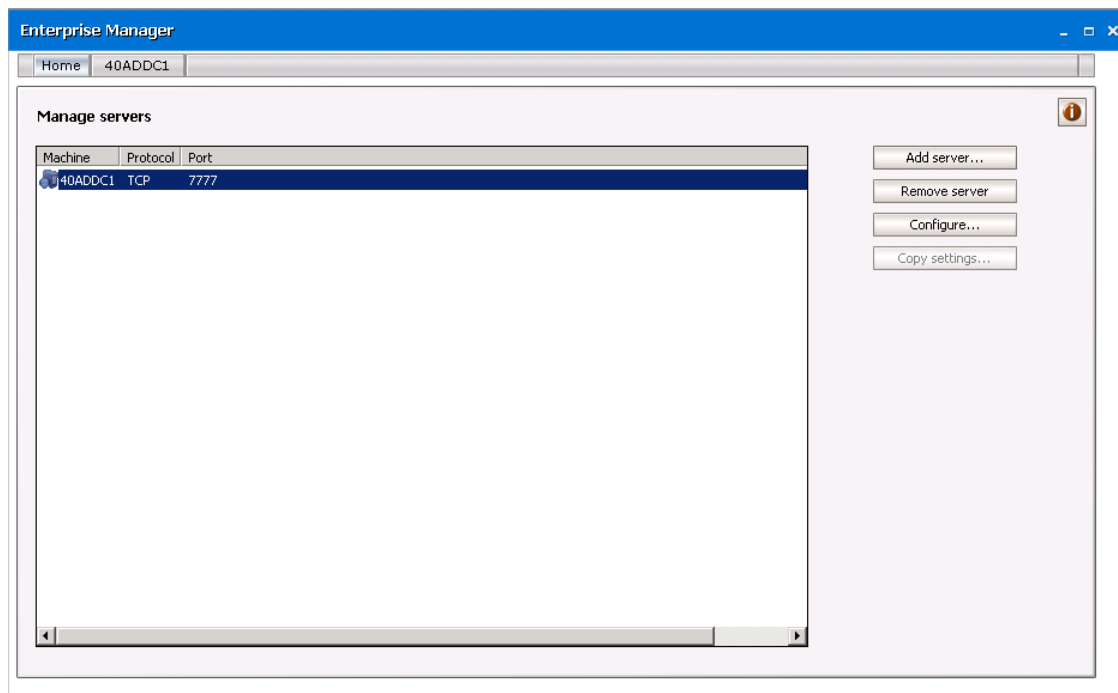 Enterprise Manager
Home 40ADDC1
Manage servers
Machine Protocol Port
40ADDC1 TCP 7777
Add server...
Remove server
Configure...
Copy settings...